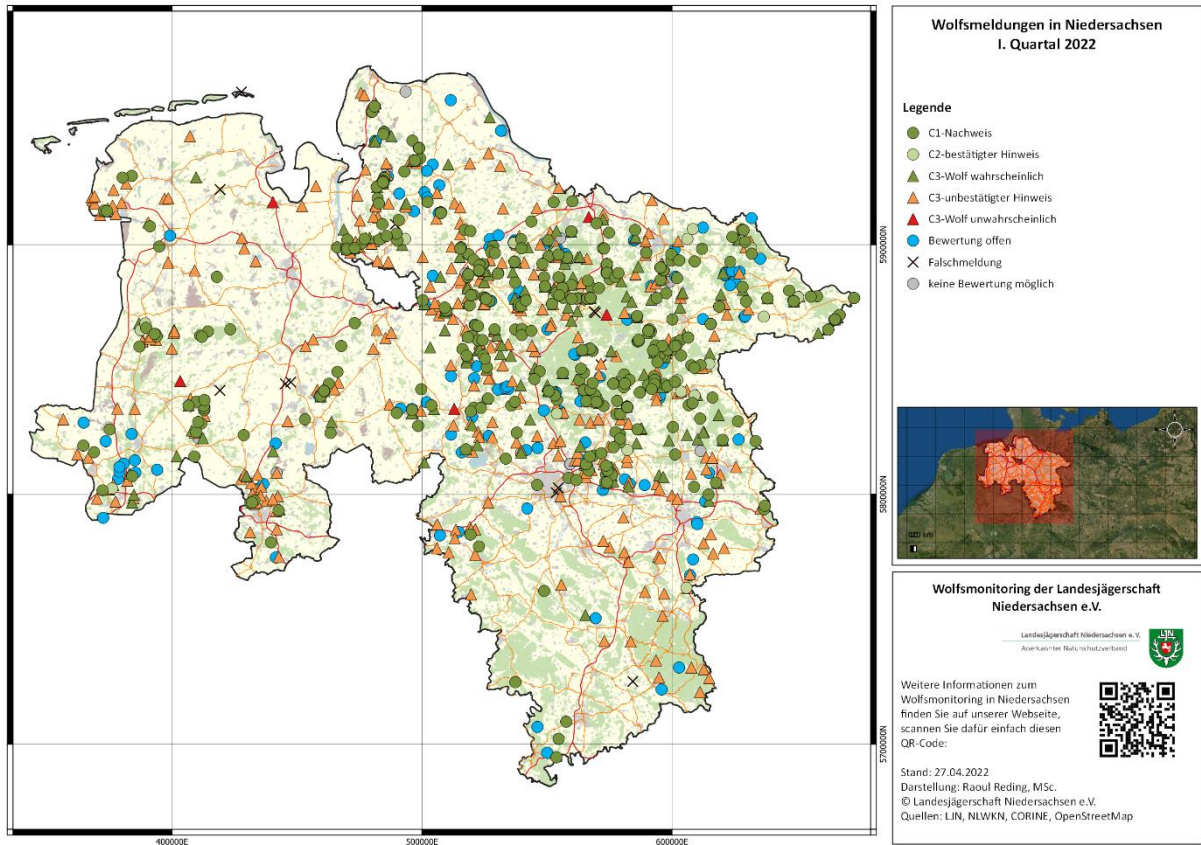 Wolfsmeldungen in Niedersachsen
I. Quartal 2022
Legende
C1-Nachweis
C2-bestätigter Hinweis
C3-Wolf wahrscheinlich
C3-unbestätigter Hinweis
C3-Wolf unwahrscheinlich
Bewertung offen
Falschmeldung
keine Bewertung möglich
5900000N
5800000N
5700000N
400000E
500000E
600000E
Wolfsmonitoring der Landesjägerschaft
Niedersachsen e.V.
Landesjägerschaft Niedersachsen e. V.
Anerkannter Naturschutzverband
LJN
Weitere Informationen zum
Wolfsmonitoring in Niedersachsen
finden Sie auf unserer Webseite,
scannen Sie dafür einfach diesen
QR-Code:
Stand: 27.04.2022
Darstellung: Raoul Reding, MSc.
© Landesjägerschaft Niedersachsen e.V.
Quellen: LJN, NLWKN, CORINE, OpenStreetMap